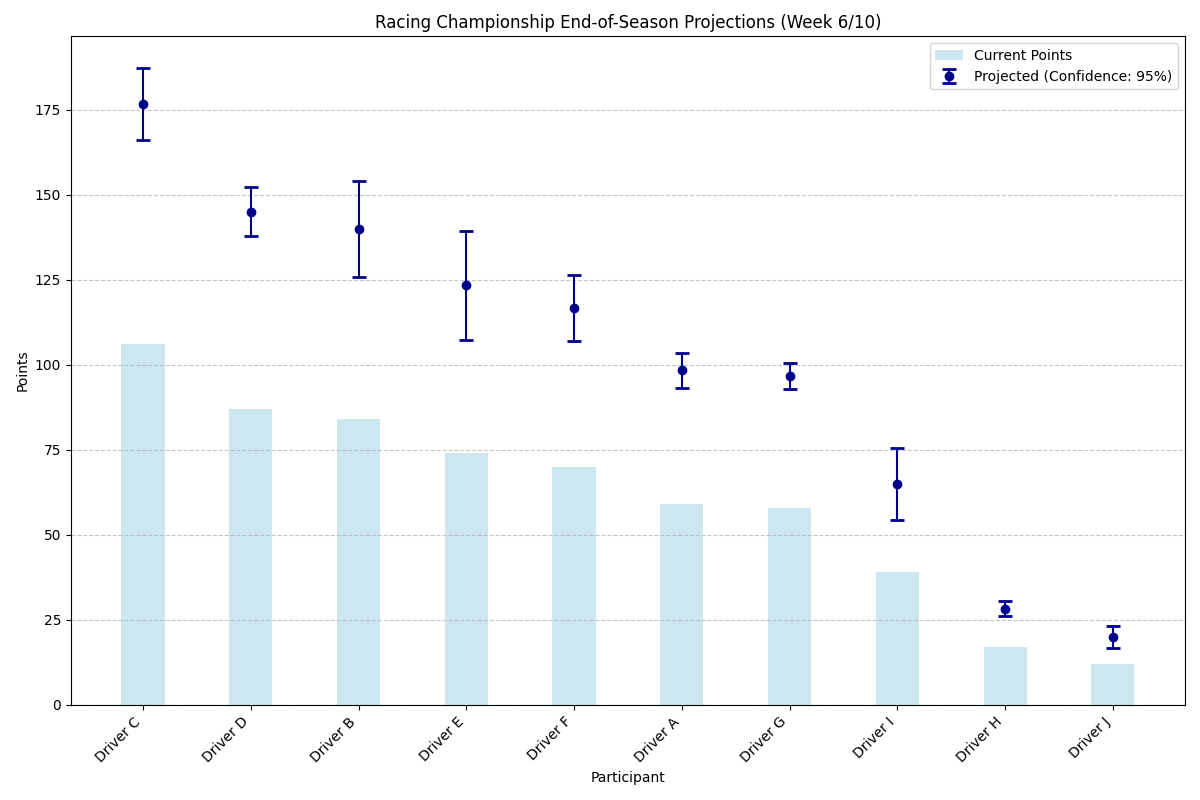 Racing Championship End-of-Season Projections (Week 6/10)
Current Points
Projected (Confidence: 95%)
Points
175
150
125
100
75
50
25
0
Driver C
Driver D
Driver B
Driver E
Driver F
Driver A
Driver G
Driver I
Driver H
Driver J
Participant